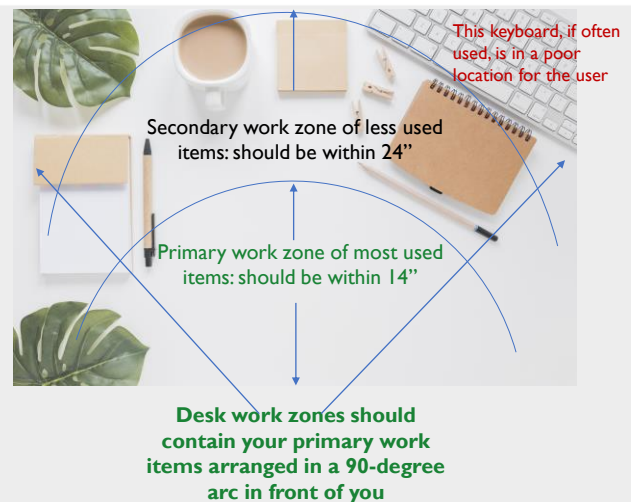 This keyboard, if often
used, is in a poor
location for the user
Secondary work zone of less used
items: should be within 24”
Primary work zone of most used
items: should be within 14”
Desk work zones should
contain your primary work
items arranged in a 90-degree
arc in front of you